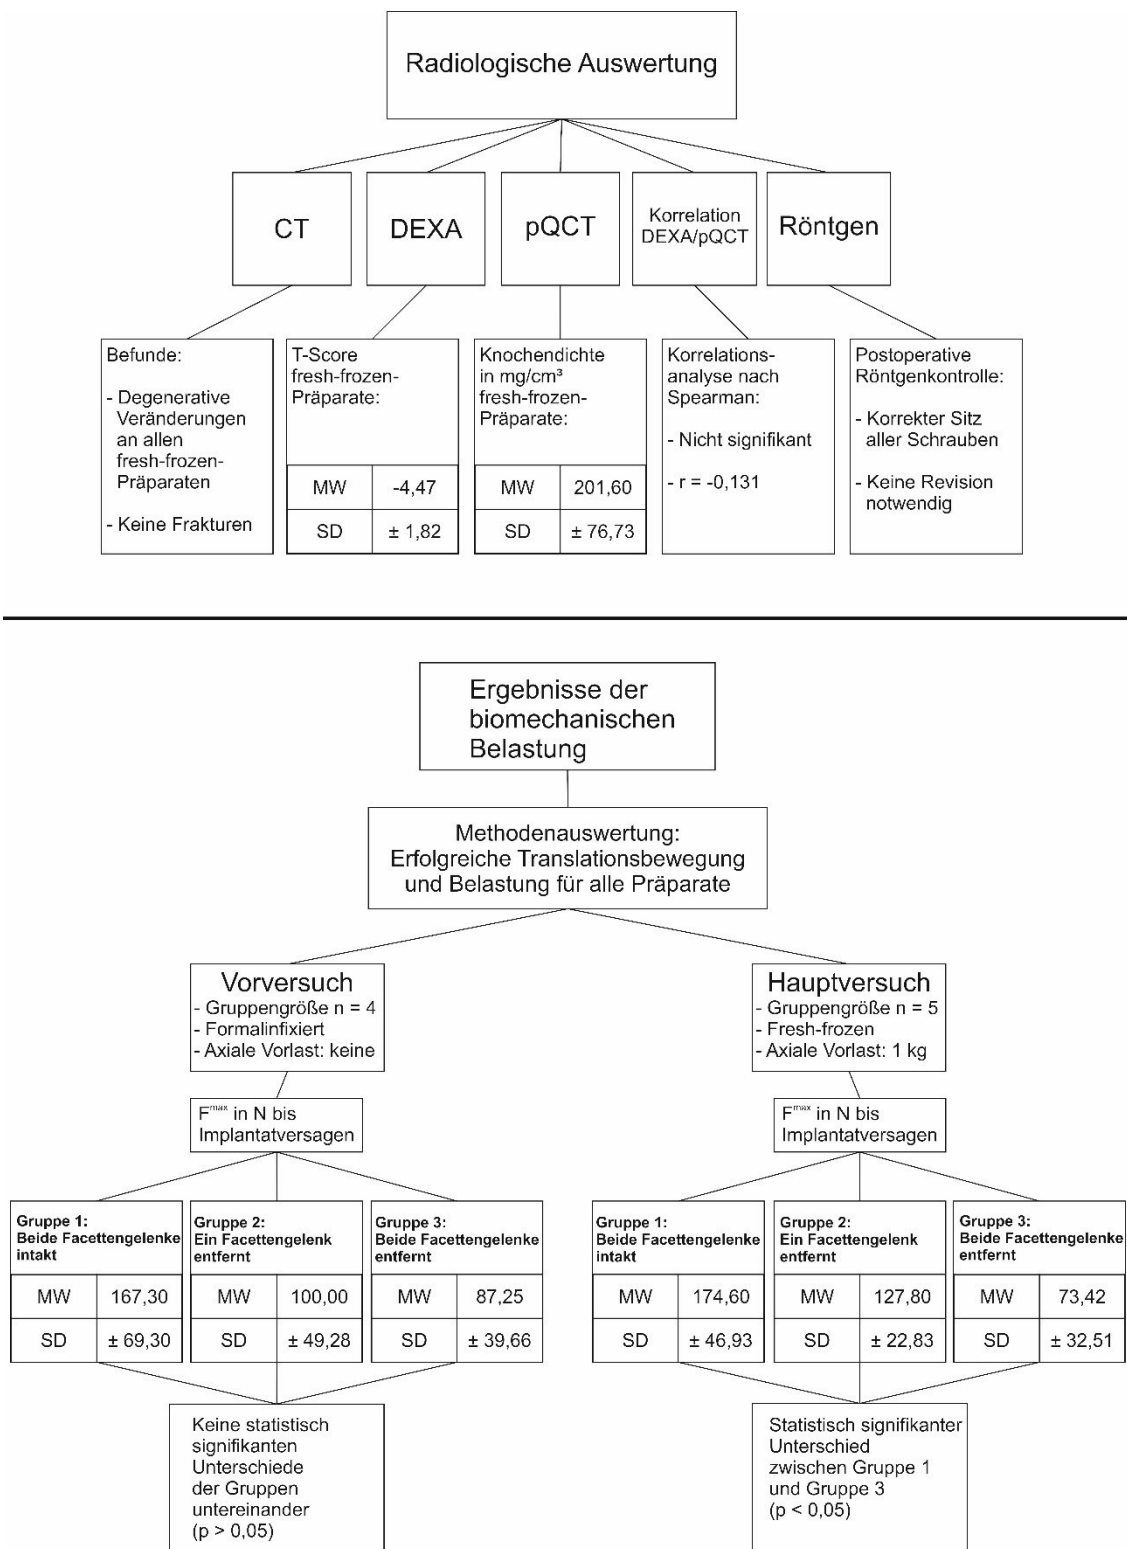 Radiologische Auswertung
CT
DEXA
pQCT
Korrelation
DEXA/pQCT
Röntgen
Befunde:
- Degenerative
Veränderungen
an allen
fresh-frozen-
Präparaten
- Keine Frakturen
T-Score
fresh-frozen-
Präparate:
MW -4,47
SD ± 1,82
Knochendichte
in mg/cm³
fresh-frozen-
Präparate:
MW 201,60
SD ± 76,73
Korrelations-
analyse nach
Spearman:
- Nicht signifikant
- r = -0,131
Postoperative
Röntgenkontrolle:
- Korrekter Sitz
aller Schrauben
- Keine Revision
notwendig
Ergebnisse der
biomechanischen
Belastung
Methodenauswertung:
Erfolgreiche Translationsbewegung
und Belastung für alle Präparate
Vorversuch
- Gruppengröße n = 4
- Formalinfixiert
- Axiale Vorlast: keine
Fmax in N bis
Implantatversagen
Gruppe 1:
Beide Facettengelenke
intakt
MW 167,30
SD ± 69,30
Gruppe 2:
Ein Facettengelenk
entfernt
MW 100,00
SD ± 49,28
Gruppe 3:
Beide Facettengelenke
entfernt
MW 87,25
SD ± 39,66
Keine statistisch
signifikanten
Unterschiede
der Gruppen
untereinander
(p > 0,05)
Hauptversuch
- Gruppengröße n = 5
- Fresh-frozen
- Axiale Vorlast: 1 kg
Fmax in N bis
Implantatversagen
Gruppe 1:
Beide Facettengelenke
intakt
MW 174,60
SD ± 46,93
Gruppe 2:
Ein Facettengelenk
entfernt
MW 127,80
SD ± 22,83
Gruppe 3:
Beide Facettengelenke
entfernt
MW 73,42
SD ± 32,51
Statistisch signifikanter
Unterschied
zwischen Gruppe 1
und Gruppe 3
(p < 0,05)